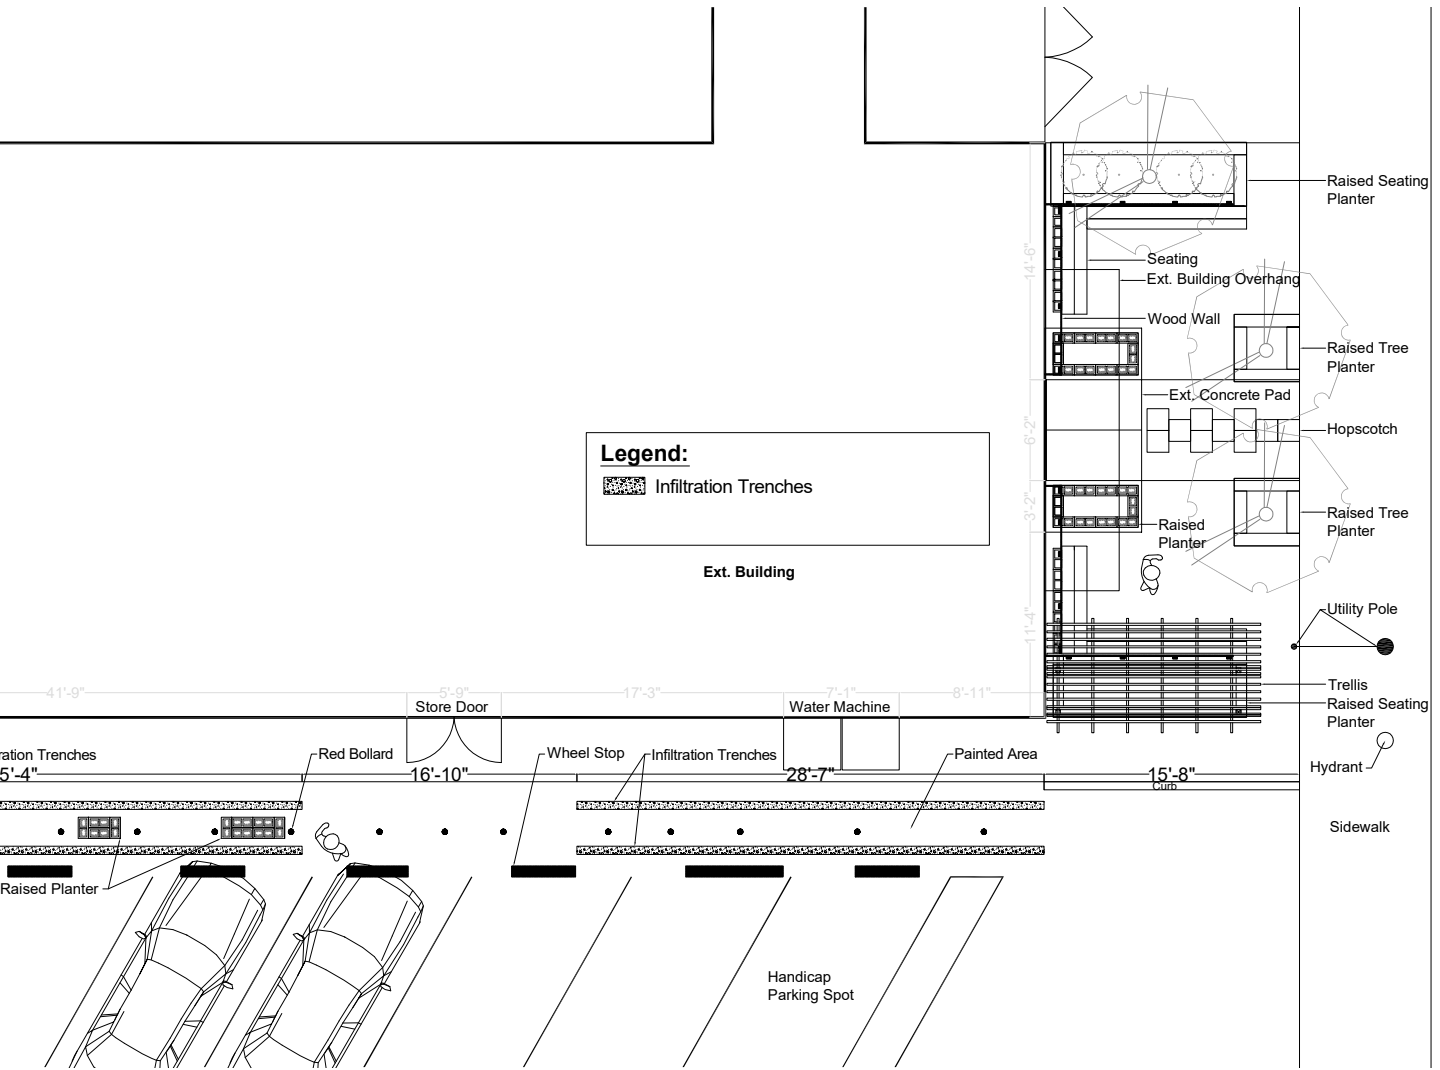 Raised Seating
Planter
14'-6"
Seating
Ext. Building Overhang
Wood Wall
Raised Tree
Planter
Ext. Concrete Pad
6'-2"
Hopscotch
Legend:
Infiltration Trenches
3'-2"
Raised
Planter
Raised Tree
Planter
Ext. Building
11'-4"
Utility Pole
Trellis
Raised Seating
Planter
41'-9"
5'-9"
17'-3"
7'-1"
8'-11"
Store Door
Water Machine
ration Trenches
Red Bollard
Wheel Stop
Infiltration Trenches
Painted Area
Hydrant
5'-4"
16'-10"
28'-7"
15'-8"
Curb
Sidewalk
Raised Planter
Handicap
Parking Spot